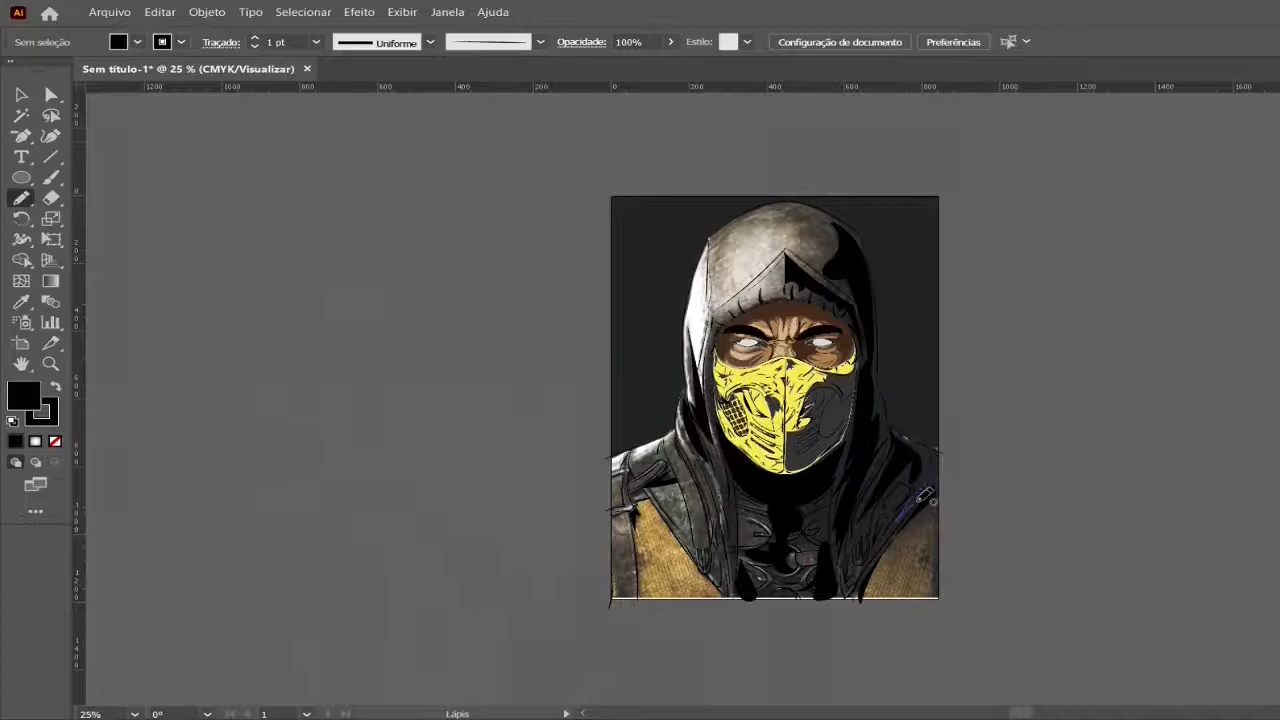 Ai Arquivo Editar Objeto Tipo Selecionar Efeito Exibir Janela Ajuda
Sem seleção Traçado: 1 pt Uniforme Opacidade: 100% Estilo: Configuração de documento Preferências
Sem título-1* @ 25 % (CMYK/Visualizar) ×
1200 1000 800 600 400 200 0 200 400 600 800 1000 1200 1400 1600
25% 0° 1 Lápis